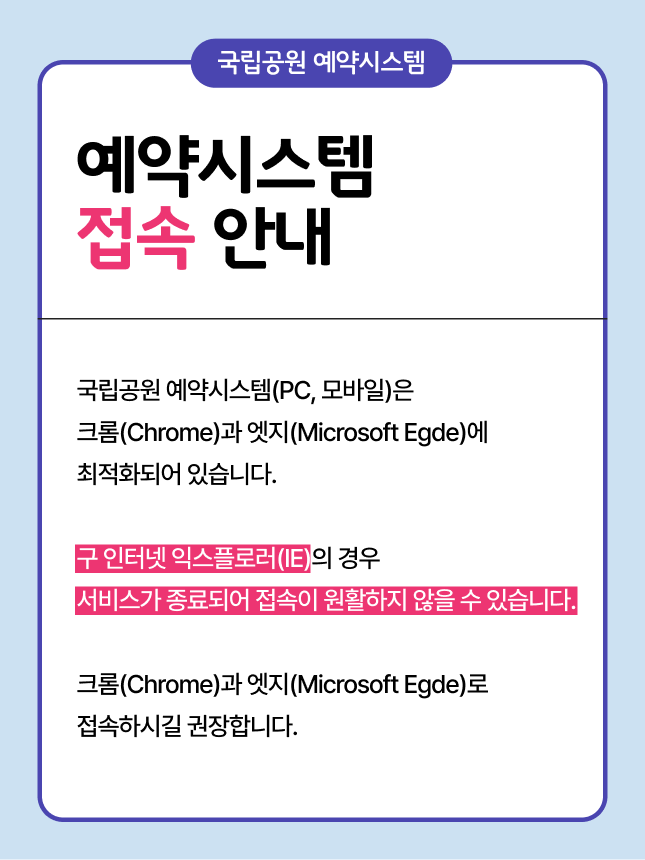 국립공원 예약시스템
예약시스템
접속 안내
국립공원 예약시스템(PC, 모바일)은
크롬(Chrome)과 엣지(Microsoft Egde)에
최적화되어 있습니다.
구 인터넷 익스플로러(IE)의 경우
서비스가 종료되어 접속이 원활하지 않을 수 있습니다.
크롬(Chrome)과 엣지(Microsoft Egde)로
접속하시길 권장합니다.